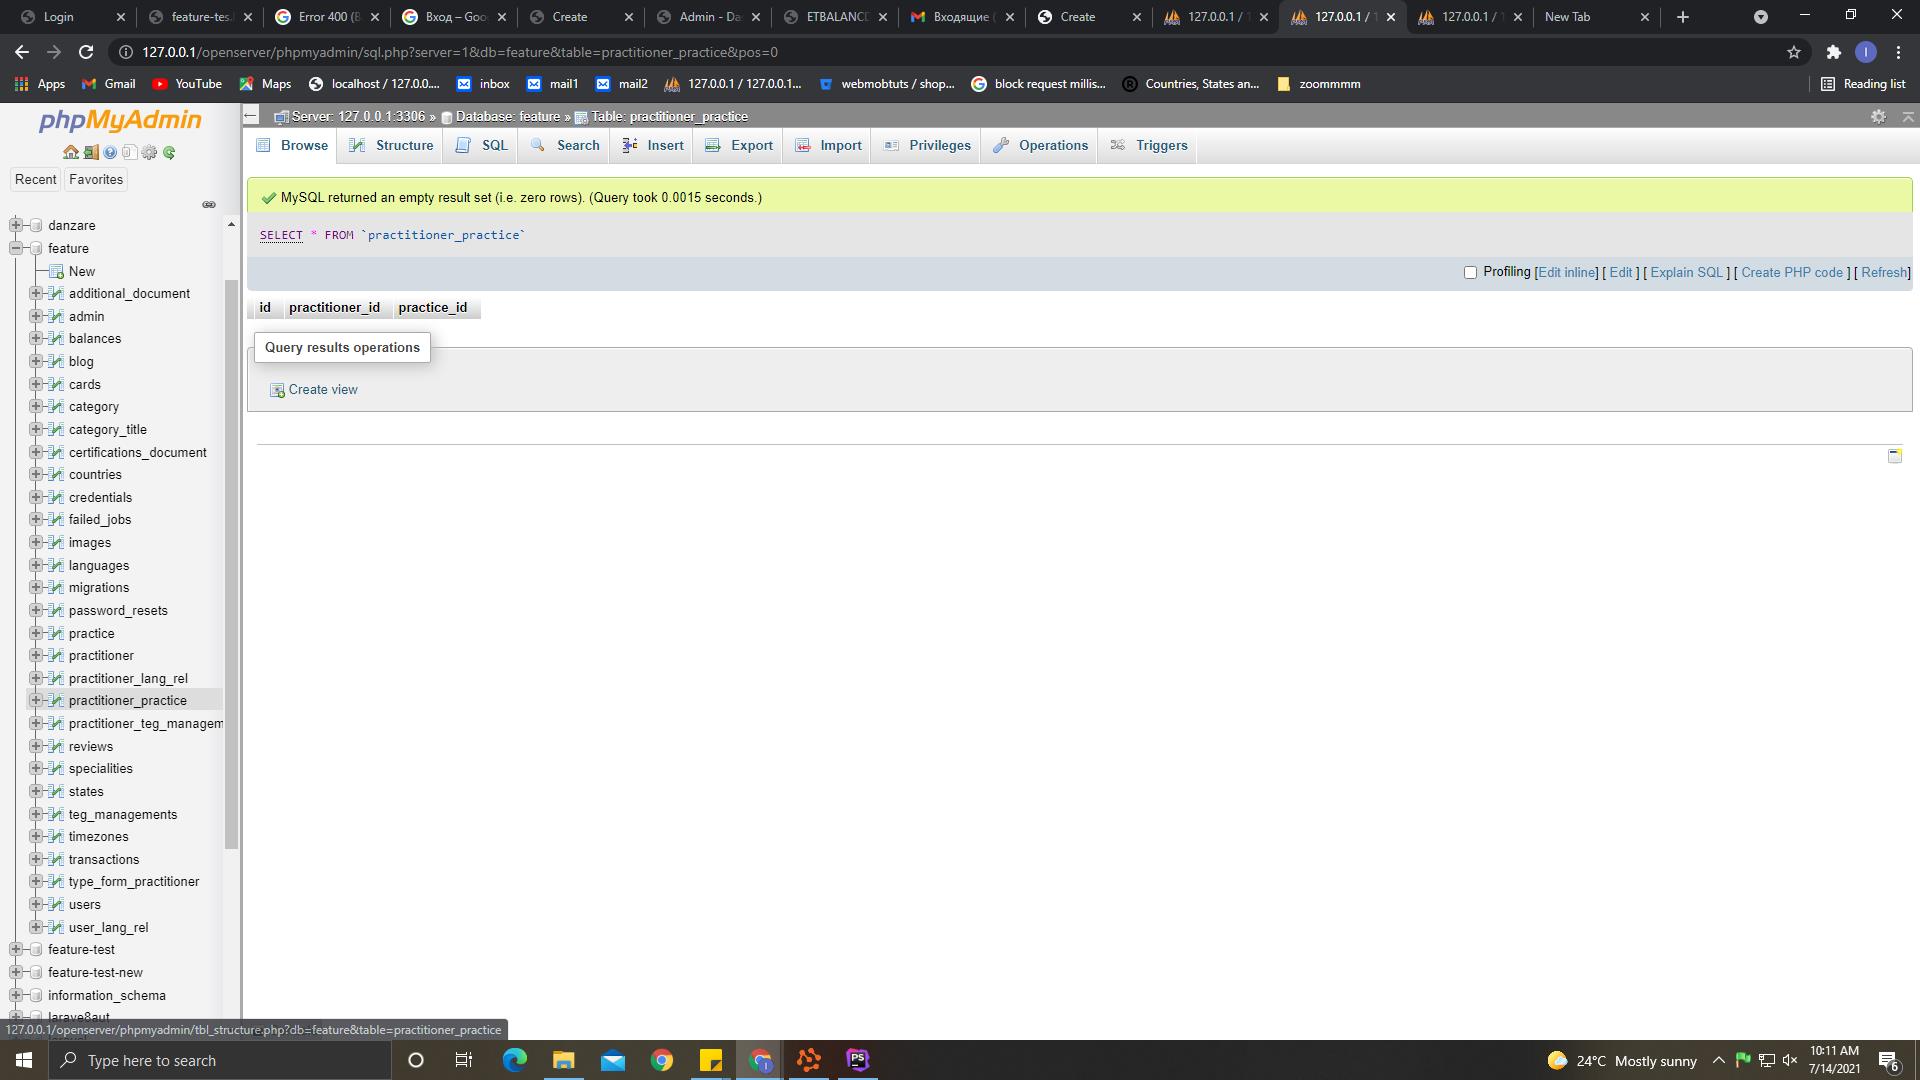 Login
feature-tes
Error 400 (B
Вход – Goo
Create
Admin - Da
ETBALANC
Входящие (
Create
127.0.0.1 / 1
127.0.0.1 / 1
127.0.0.1 / 1
New Tab
127.0.0.1/openserver/phpmyadmin/sql.php?server=1&db=feature&table=practitioner_practice&pos=0
I
Apps
Gmail
YouTube
Maps
localhost / 127.0.0....
inbox
mail1
mail2
127.0.0.1 / 127.0.0.1...
webmobtuts / shop...
block request millis...
Countries, States an...
zoommmm
Reading list
phpMyAdmin
Server: 127.0.0.1:3306 » Database: feature » Table: practitioner_practice
Recent
Favorites
Browse
Structure
SQL
Search
Insert
Export
Import
Privileges
Operations
Triggers
MySQL returned an empty result set (i.e. zero rows). (Query took 0.0015 seconds.)
SELECT * FROM `practitioner_practice`
Profiling [Edit inline] [ Edit ] [ Explain SQL ] [ Create PHP code ] [ Refresh]
id practitioner_id practice_id
Query results operations
Create view
danzare
feature
New
additional_document
admin
balances
blog
cards
category
category_title
certifications_document
countries
credentials
failed_jobs
images
languages
migrations
password_resets
practice
practitioner
practitioner_lang_rel
practitioner_practice
practitioner_teg_managem
reviews
specialities
states
teg_managements
timezones
transactions
type_form_practitioner
users
user_lang_rel
feature-test
feature-test-new
information_schema
larave8aut
127.0.0.1/openserver/phpmyadmin/tbl_structure.php?db=feature&table=practitioner_practice
Type here to search
PS
24°C Mostly sunny
10:11 AM
7/14/2021
6